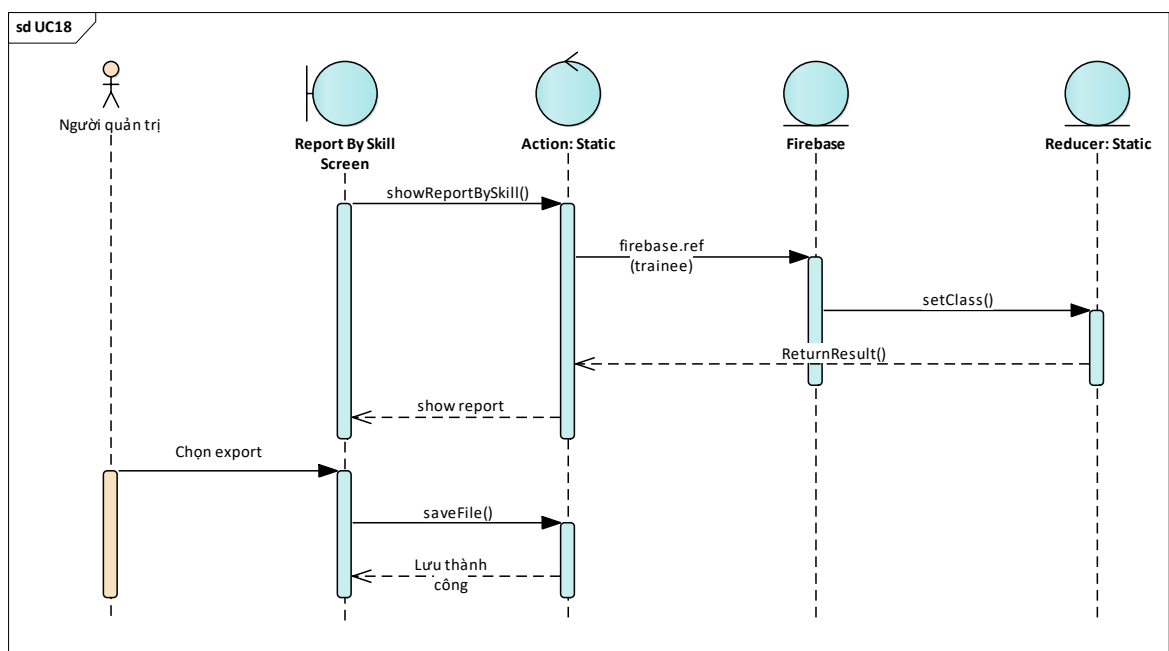 sd UC18
Người quản trị
Report By Skill
Screen
Action: Static
Firebase
Reducer: Static
showReportBySkill()
firebase.ref
(trainee)
setClass()
ReturnResult()
show report
Chọn export
saveFile()
Lưu thành
công